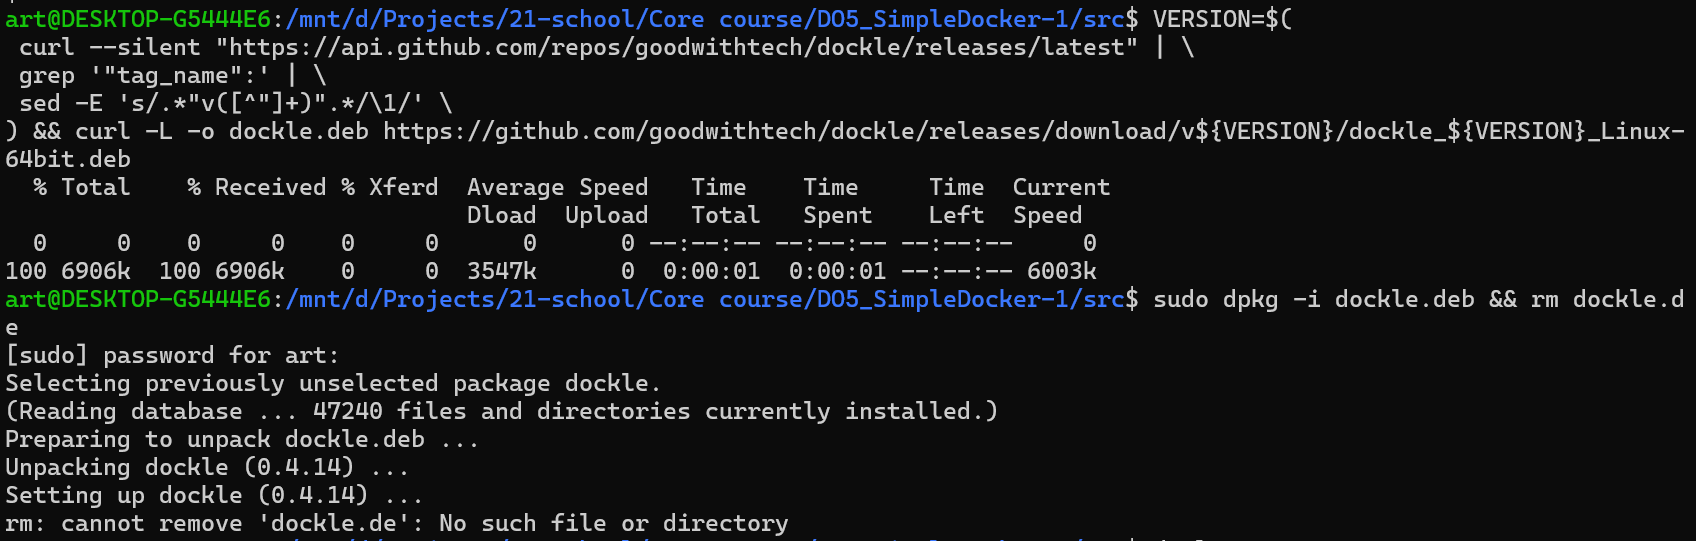 art@DESKTOP-G5444E6:/mnt/d/Projects/21-school/Core course/DO5_SimpleDocker-1/src$ VERSION=$(
 curl --silent "https://api.github.com/repos/goodwithtech/dockle/releases/latest" | \
 grep '"tag_name":' | \
 sed -E 's/.*"v([^"]+)".*/\1/' \
) && curl -L -o dockle.deb https://github.com/goodwithtech/dockle/releases/download/v${VERSION}/dockle_${VERSION}_Linux-
64bit.deb
  % Total    % Received % Xferd  Average Speed   Time    Time     Time  Current
                                 Dload  Upload   Total   Spent    Left  Speed
  0     0    0     0    0     0      0      0 --:--:-- --:--:-- --:--:--     0
100 6906k  100 6906k    0     0  3547k      0  0:00:01  0:00:01 --:--:-- 6003k
art@DESKTOP-G5444E6:/mnt/d/Projects/21-school/Core course/DO5_SimpleDocker-1/src$ sudo dpkg -i dockle.deb && rm dockle.d
e
[sudo] password for art:
Selecting previously unselected package dockle.
(Reading database ... 47240 files and directories currently installed.)
Preparing to unpack dockle.deb ...
Unpacking dockle (0.4.14) ...
Setting up dockle (0.4.14) ...
rm: cannot remove 'dockle.de': No such file or directory